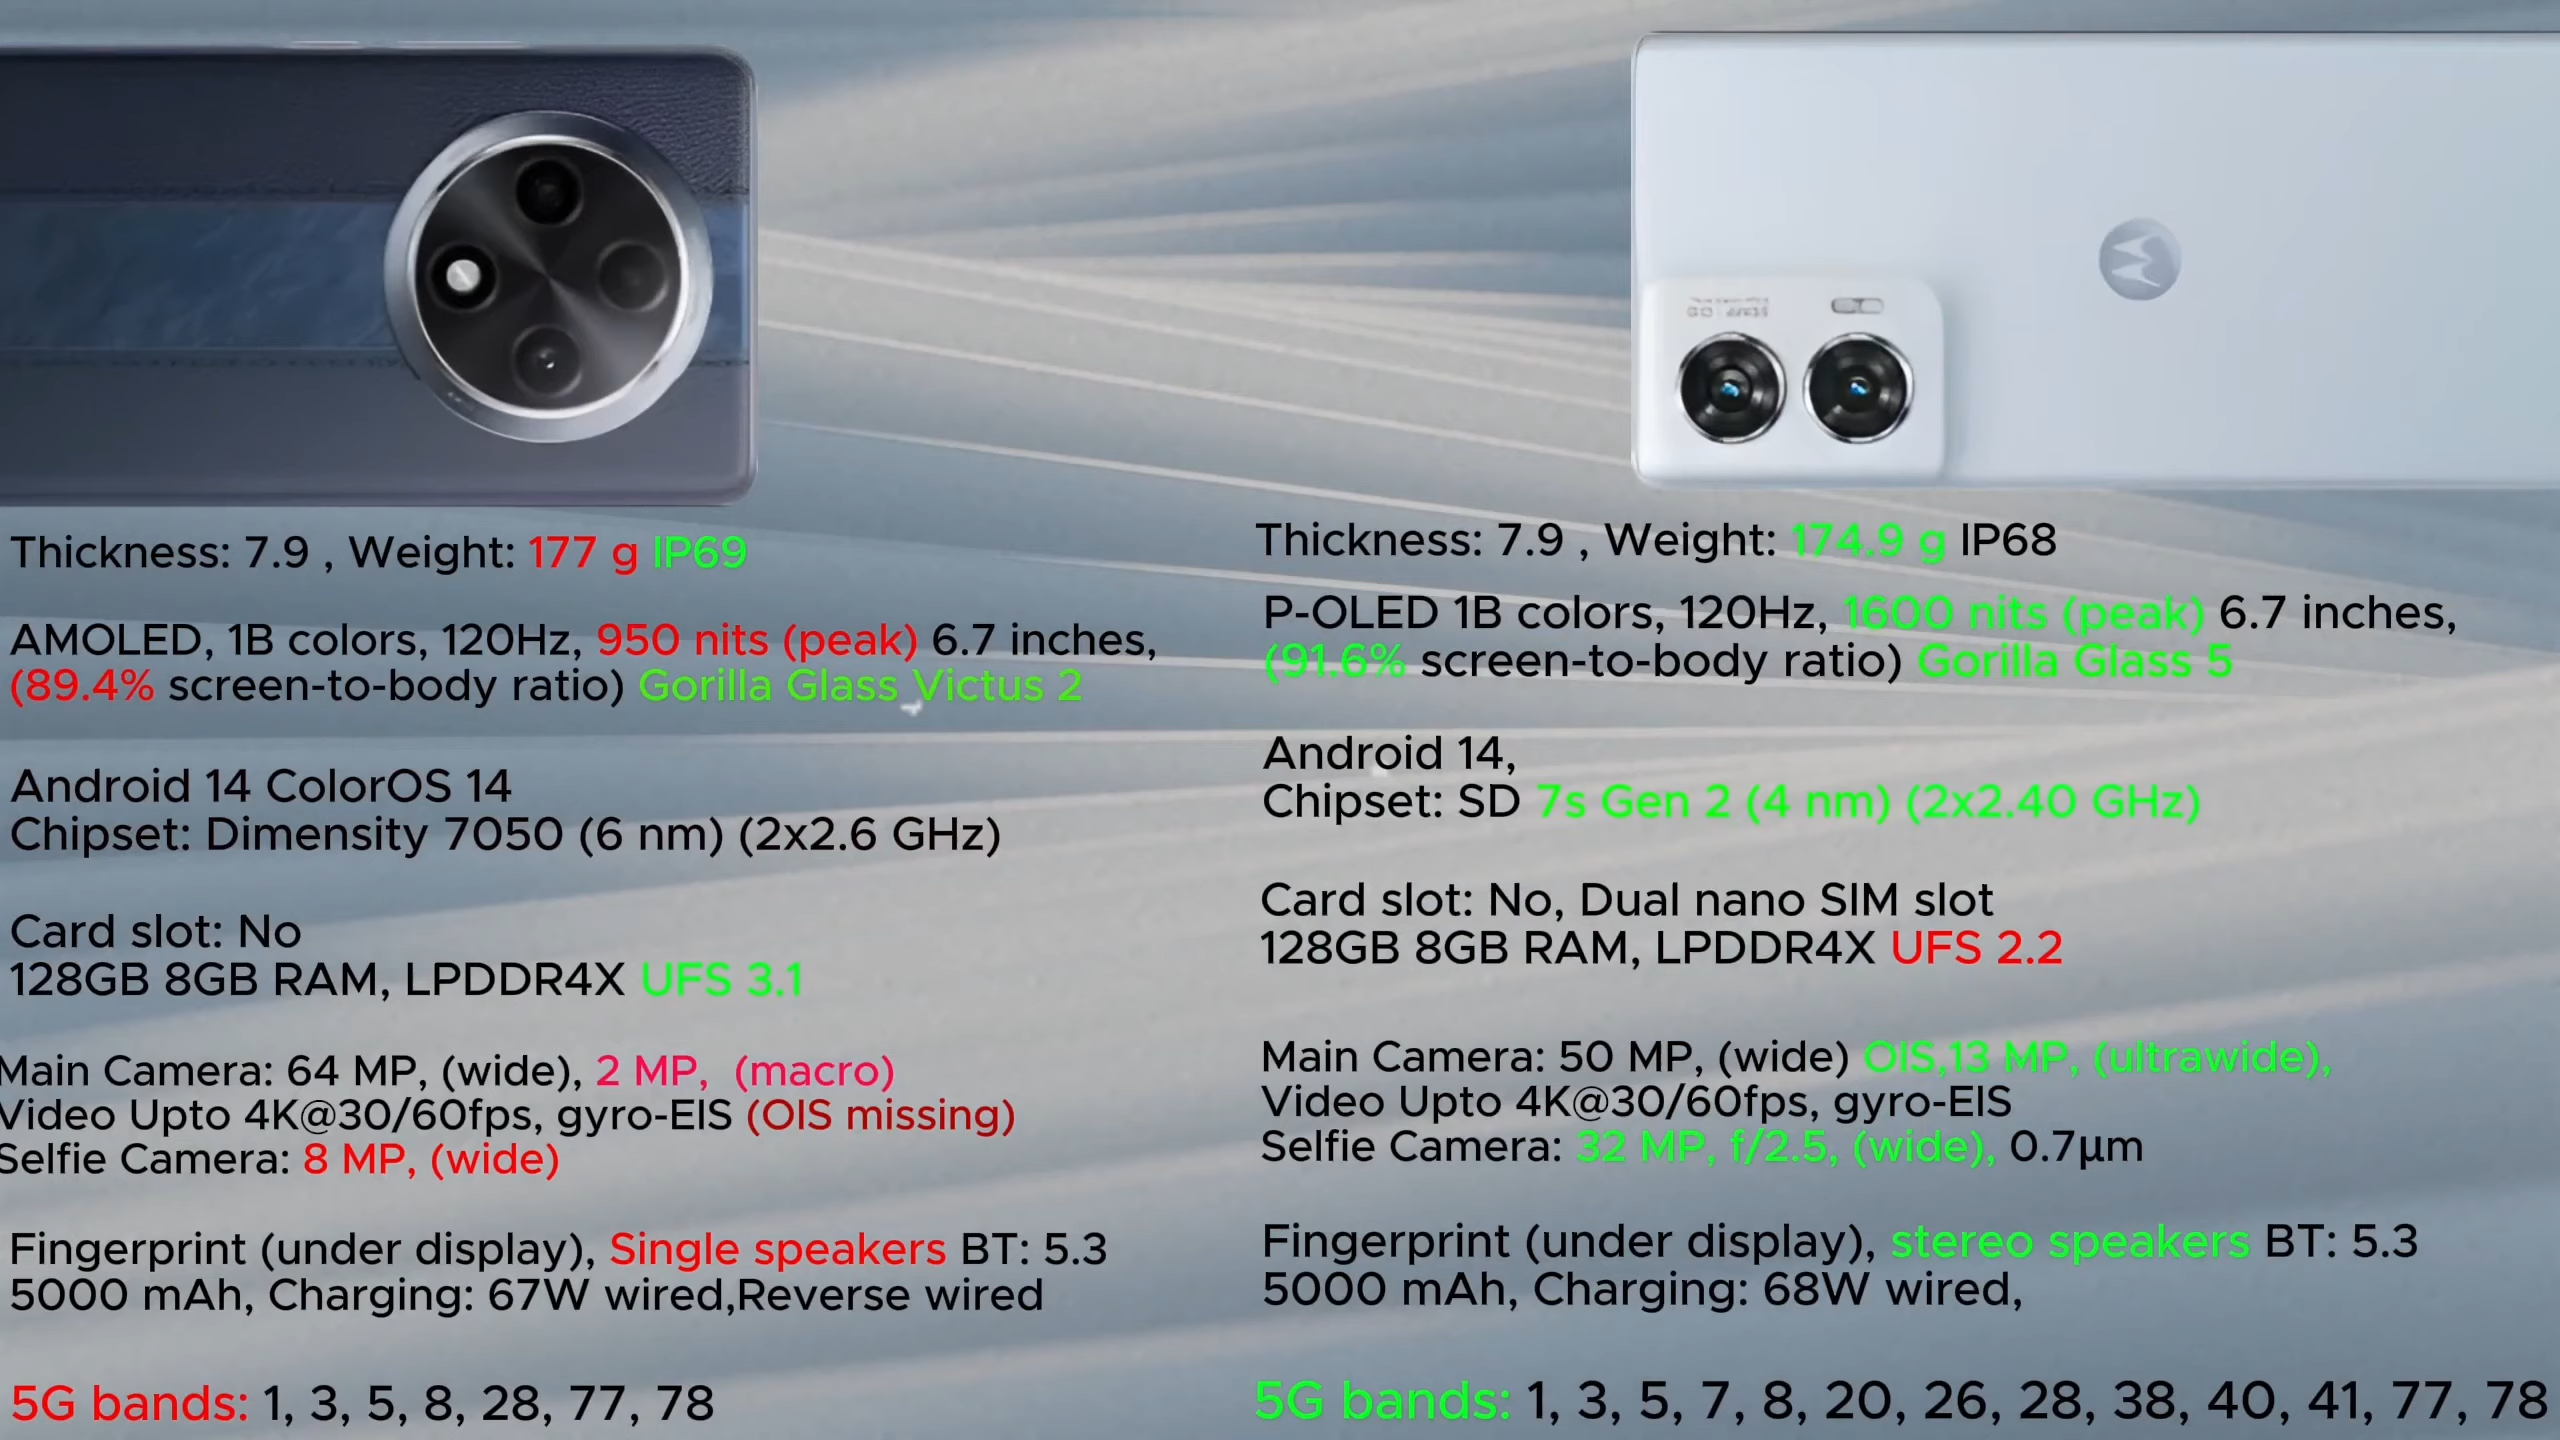 Thickness: 7.9 , Weight: 177 g IP69
AMOLED, 1B colors, 120Hz, 950 nits (peak) 6.7 inches,
(89.4% screen-to-body ratio) Gorilla Glass Victus 2
Android 14 ColorOS 14
Chipset: Dimensity 7050 (6 nm) (2x2.6 GHz)
Card slot: No
128GB 8GB RAM, LPDDR4X UFS 3.1
Main Camera: 64 MP, (wide), 2 MP, (macro)
Video Upto 4K@30/60fps, gyro-EIS (OIS missing)
Selfie Camera: 8 MP, (wide)
Fingerprint (under display), Single speakers BT: 5.3
5000 mAh, Charging: 67W wired,Reverse wired
5G bands: 1, 3, 5, 8, 28, 77, 78
Thickness: 7.9 , Weight: 174.9 g IP68
P-OLED 1B colors, 120Hz, 1600 nits (peak) 6.7 inches,
(91.6% screen-to-body ratio) Gorilla Glass 5
Android 14,
Chipset: SD 7s Gen 2 (4 nm) (2x2.40 GHz)
Card slot: No, Dual nano SIM slot
128GB 8GB RAM, LPDDR4X UFS 2.2
Main Camera: 50 MP, (wide) OIS,13 MP, (ultrawide),
Video Upto 4K@30/60fps, gyro-EIS
Selfie Camera: 32 MP, f/2.5, (wide), 0.7µm
Fingerprint (under display), stereo speakers BT: 5.3
5000 mAh, Charging: 68W wired,
5G bands: 1, 3, 5, 7, 8, 20, 26, 28, 38, 40, 41, 77, 78